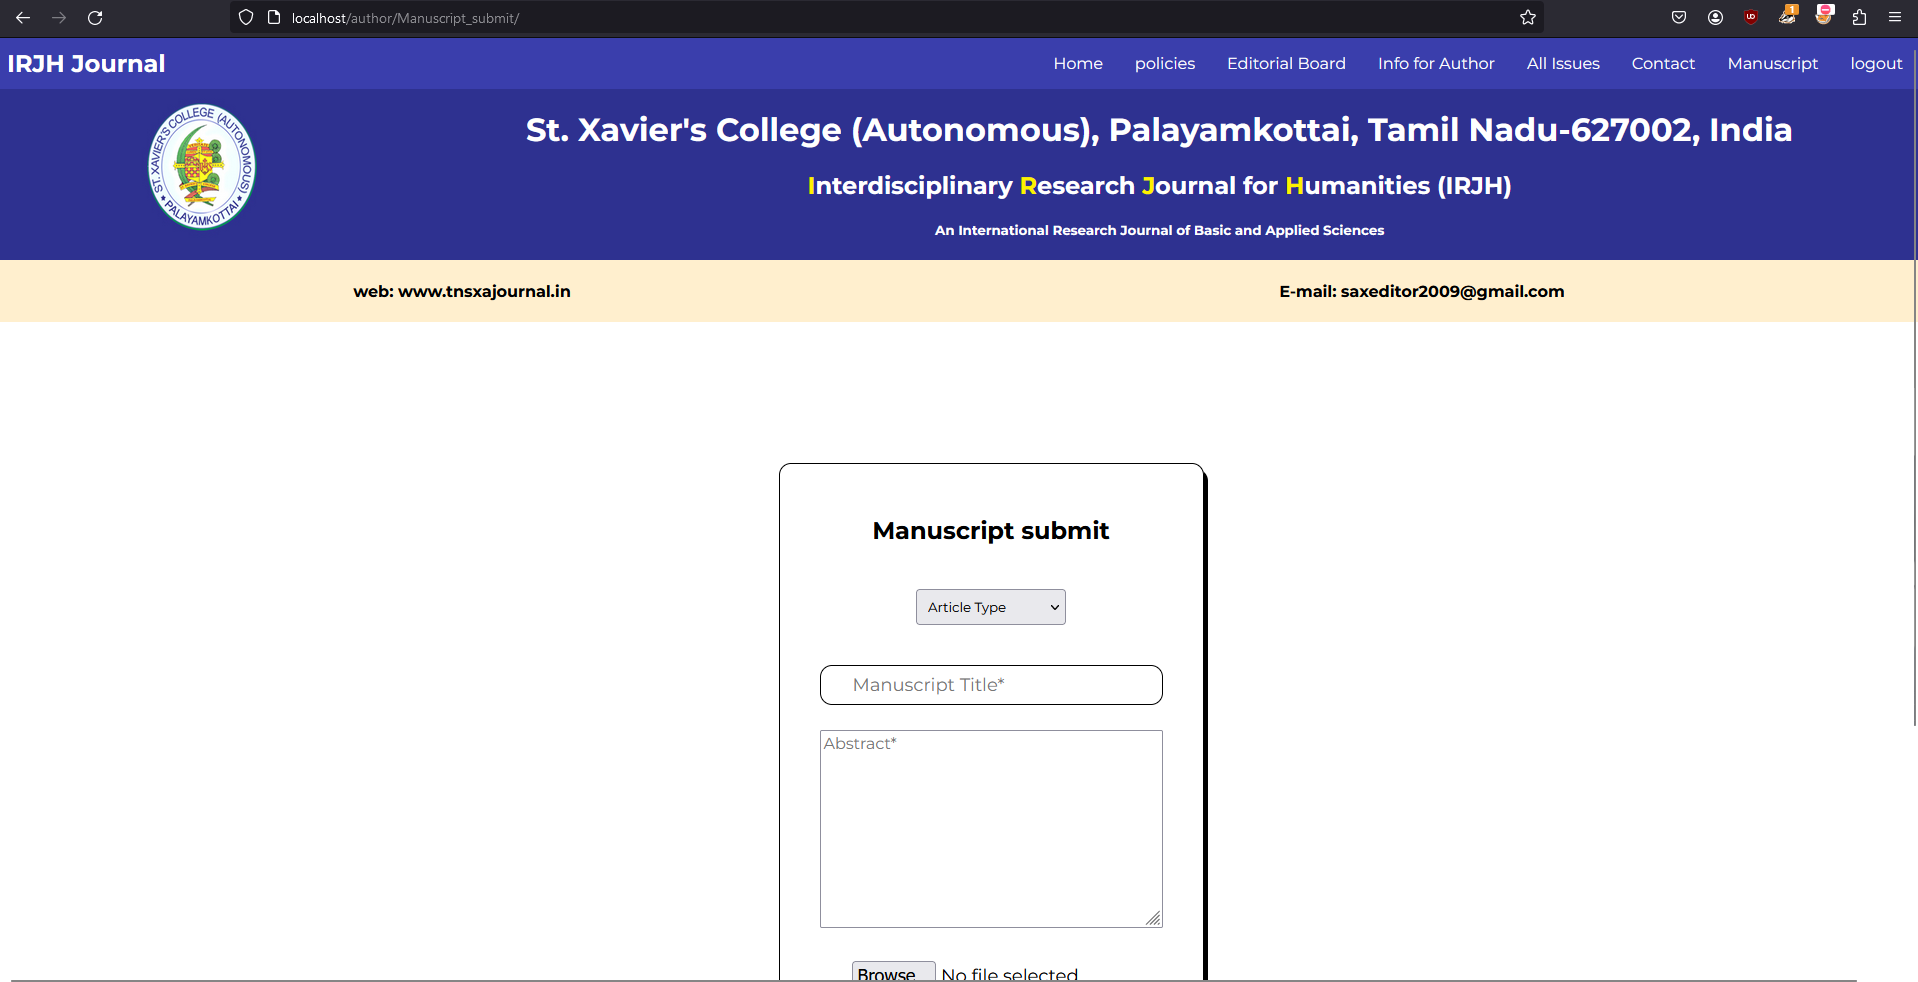 localhost/author/Manuscript_submit/
1
IRJH Journal
Home policies Editorial Board Info for Author All Issues Contact Manuscript logout
ST. XAVIER'S COLLEGE (AUTONOMOUS)
PALAYAMKOTTAI
St. Xavier's College (Autonomous), Palayamkottai, Tamil Nadu-627002, India
Interdisciplinary Research Journal for Humanities (IRJH)
An International Research Journal of Basic and Applied Sciences
web: www.tnsxajournal.in E-mail: saxeditor2009@gmail.com
Manuscript submit
Article Type
Manuscript Title*
Abstract*
Browse... No file selected.